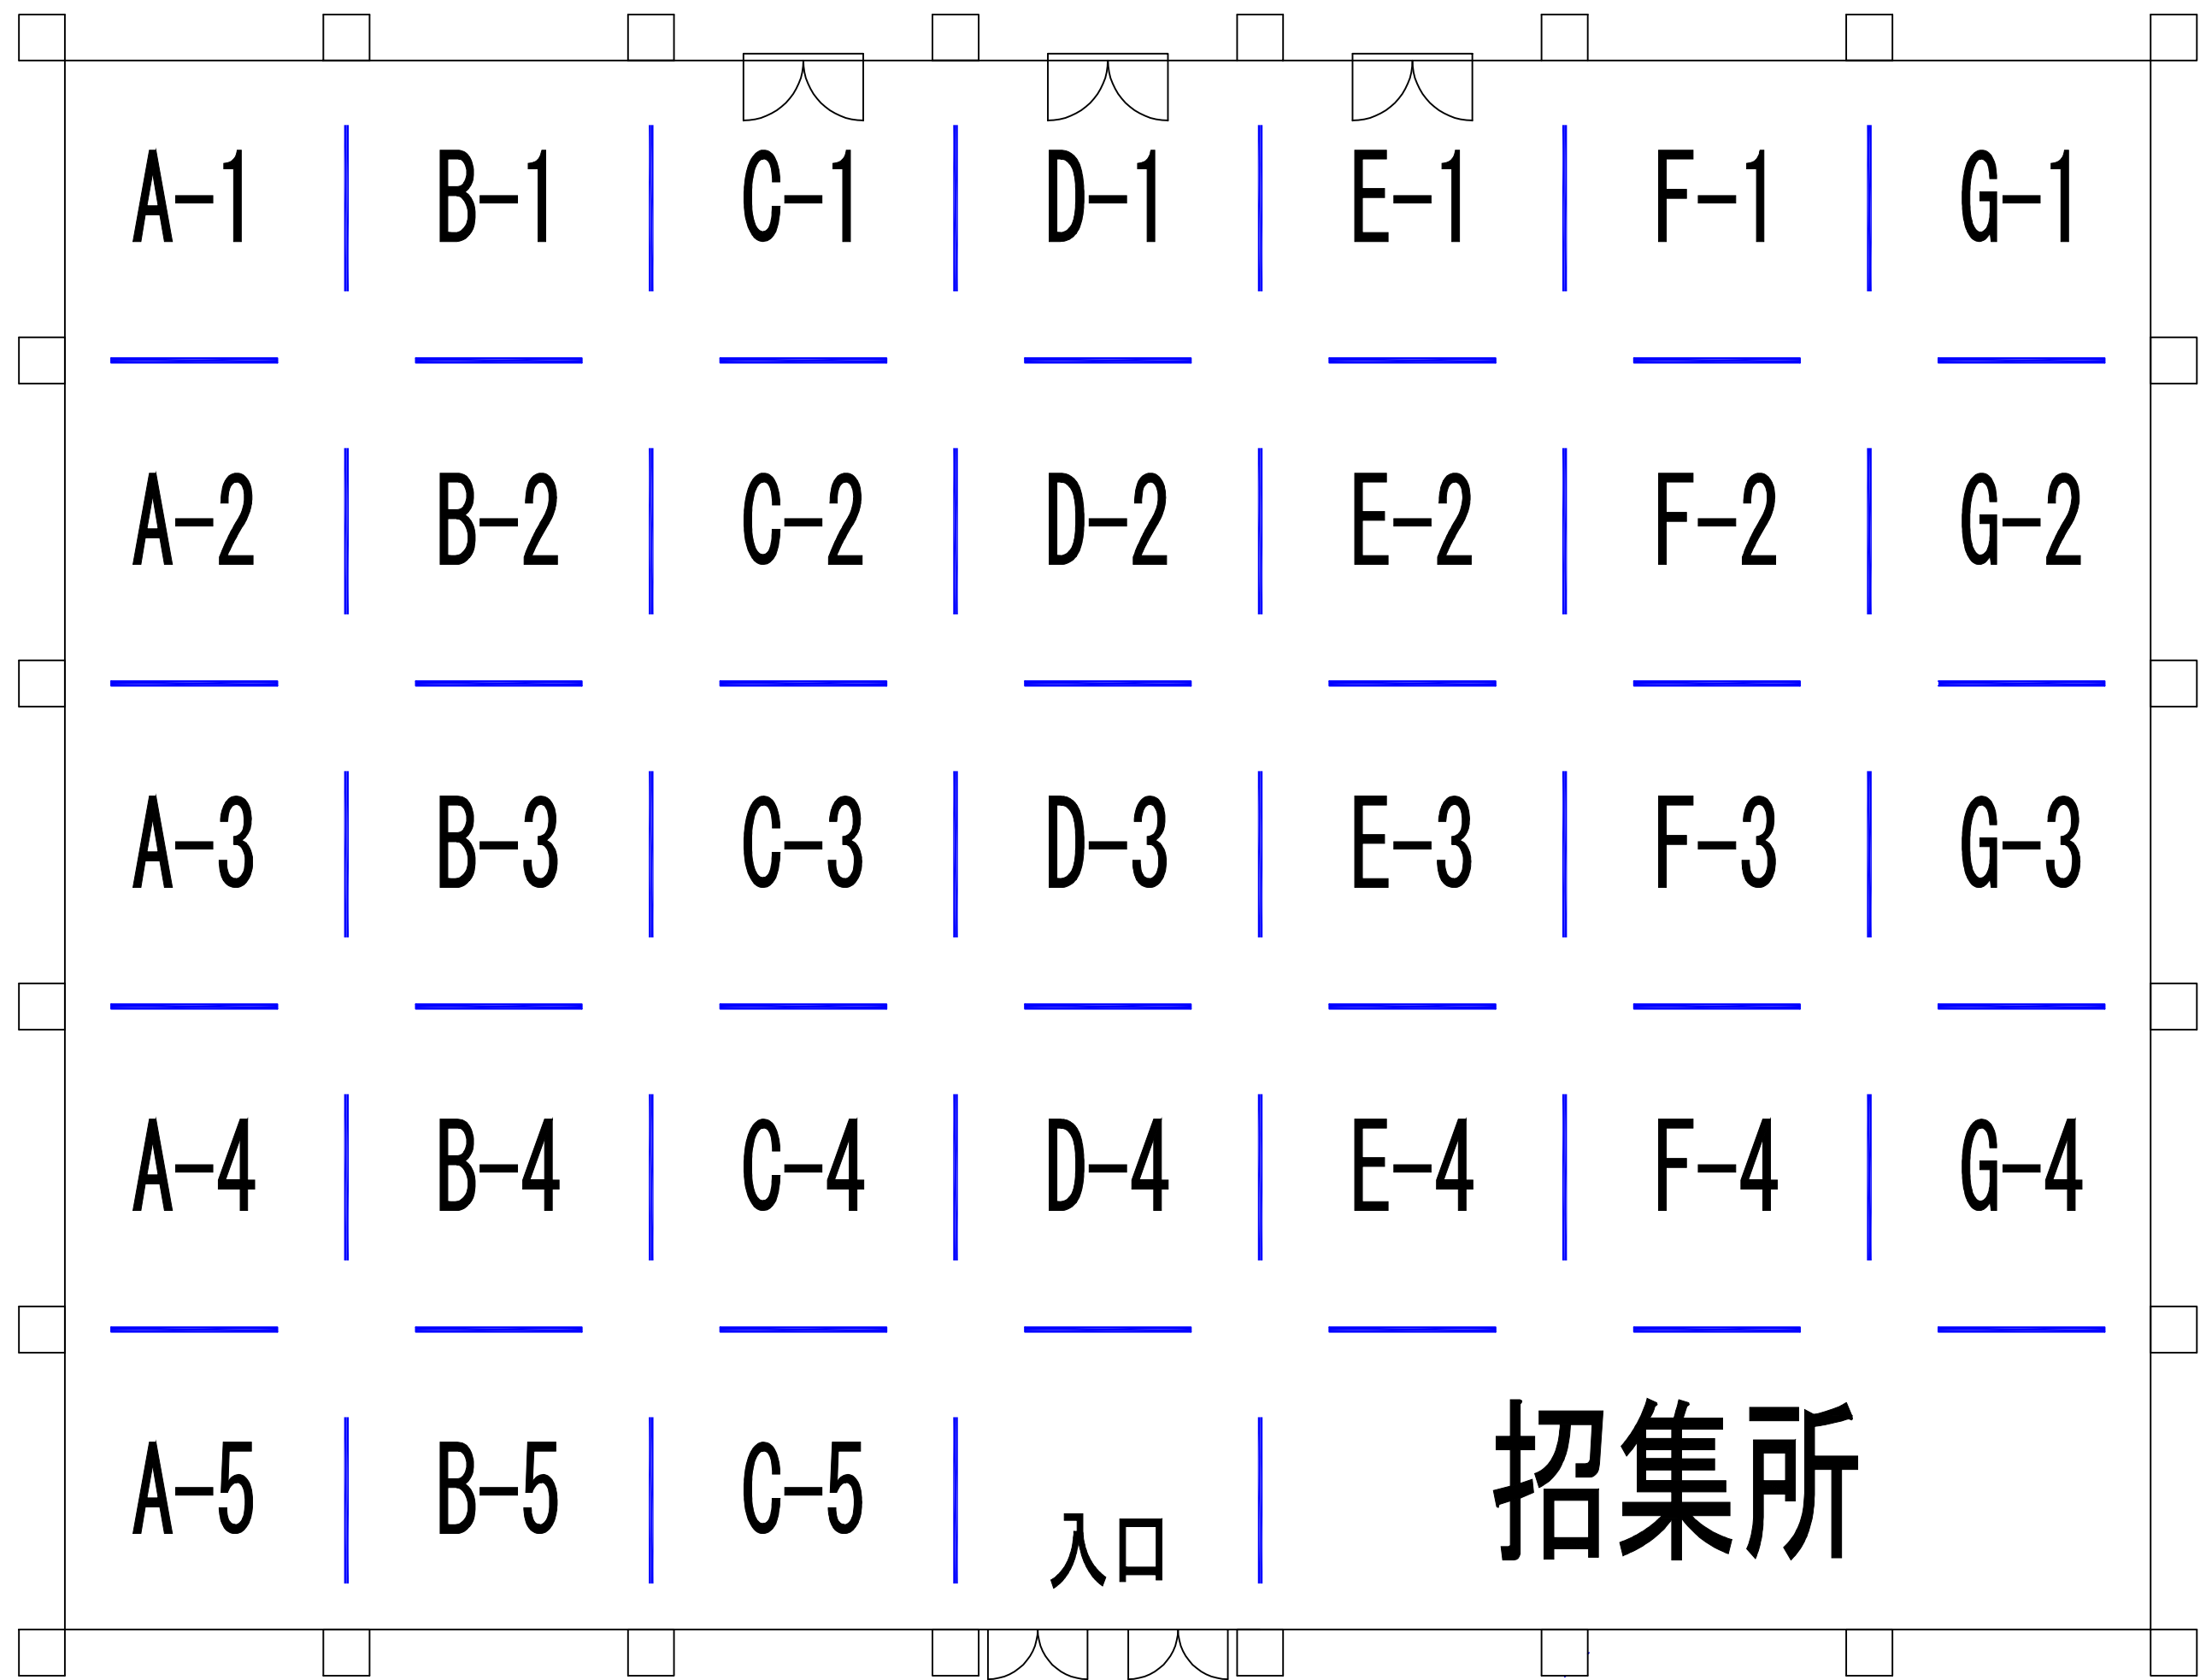 A-1 B-1 C-1 D-1 E-1 F-1 G-1
A-2 B-2 C-2 D-2 E-2 F-2 G-2
A-3 B-3 C-3 D-3 E-3 F-3 G-3
A-4 B-4 C-4 D-4 E-4 F-4 G-4
A-5 B-5 C-5
入口
招集所